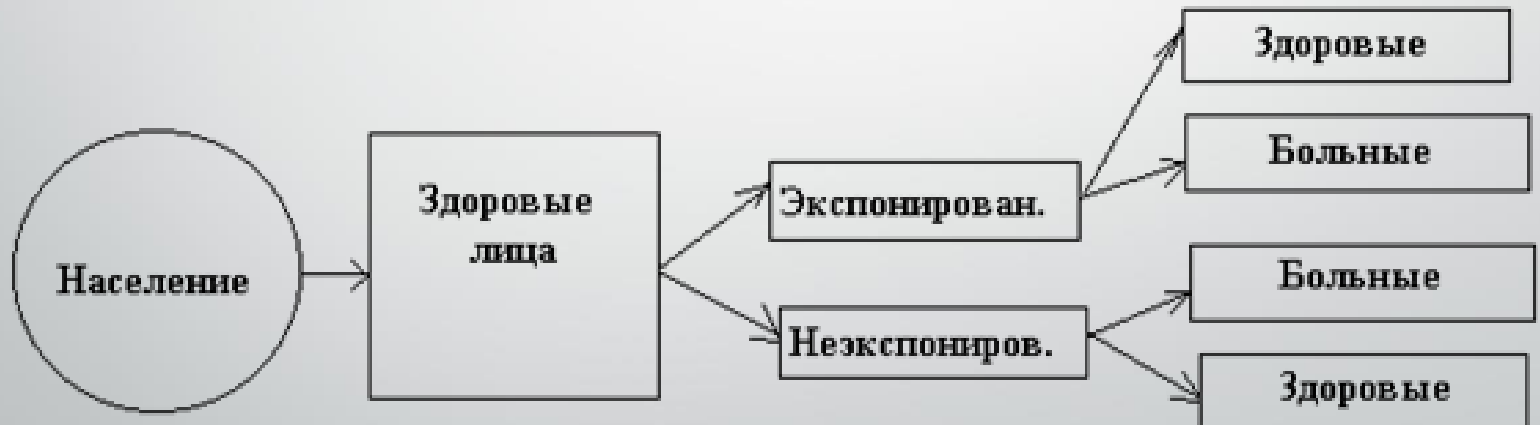 Население
Здоровые
лица
Экспонирован.
Неэкспониров.
Здоровые
Больные
Больные
Здоровые